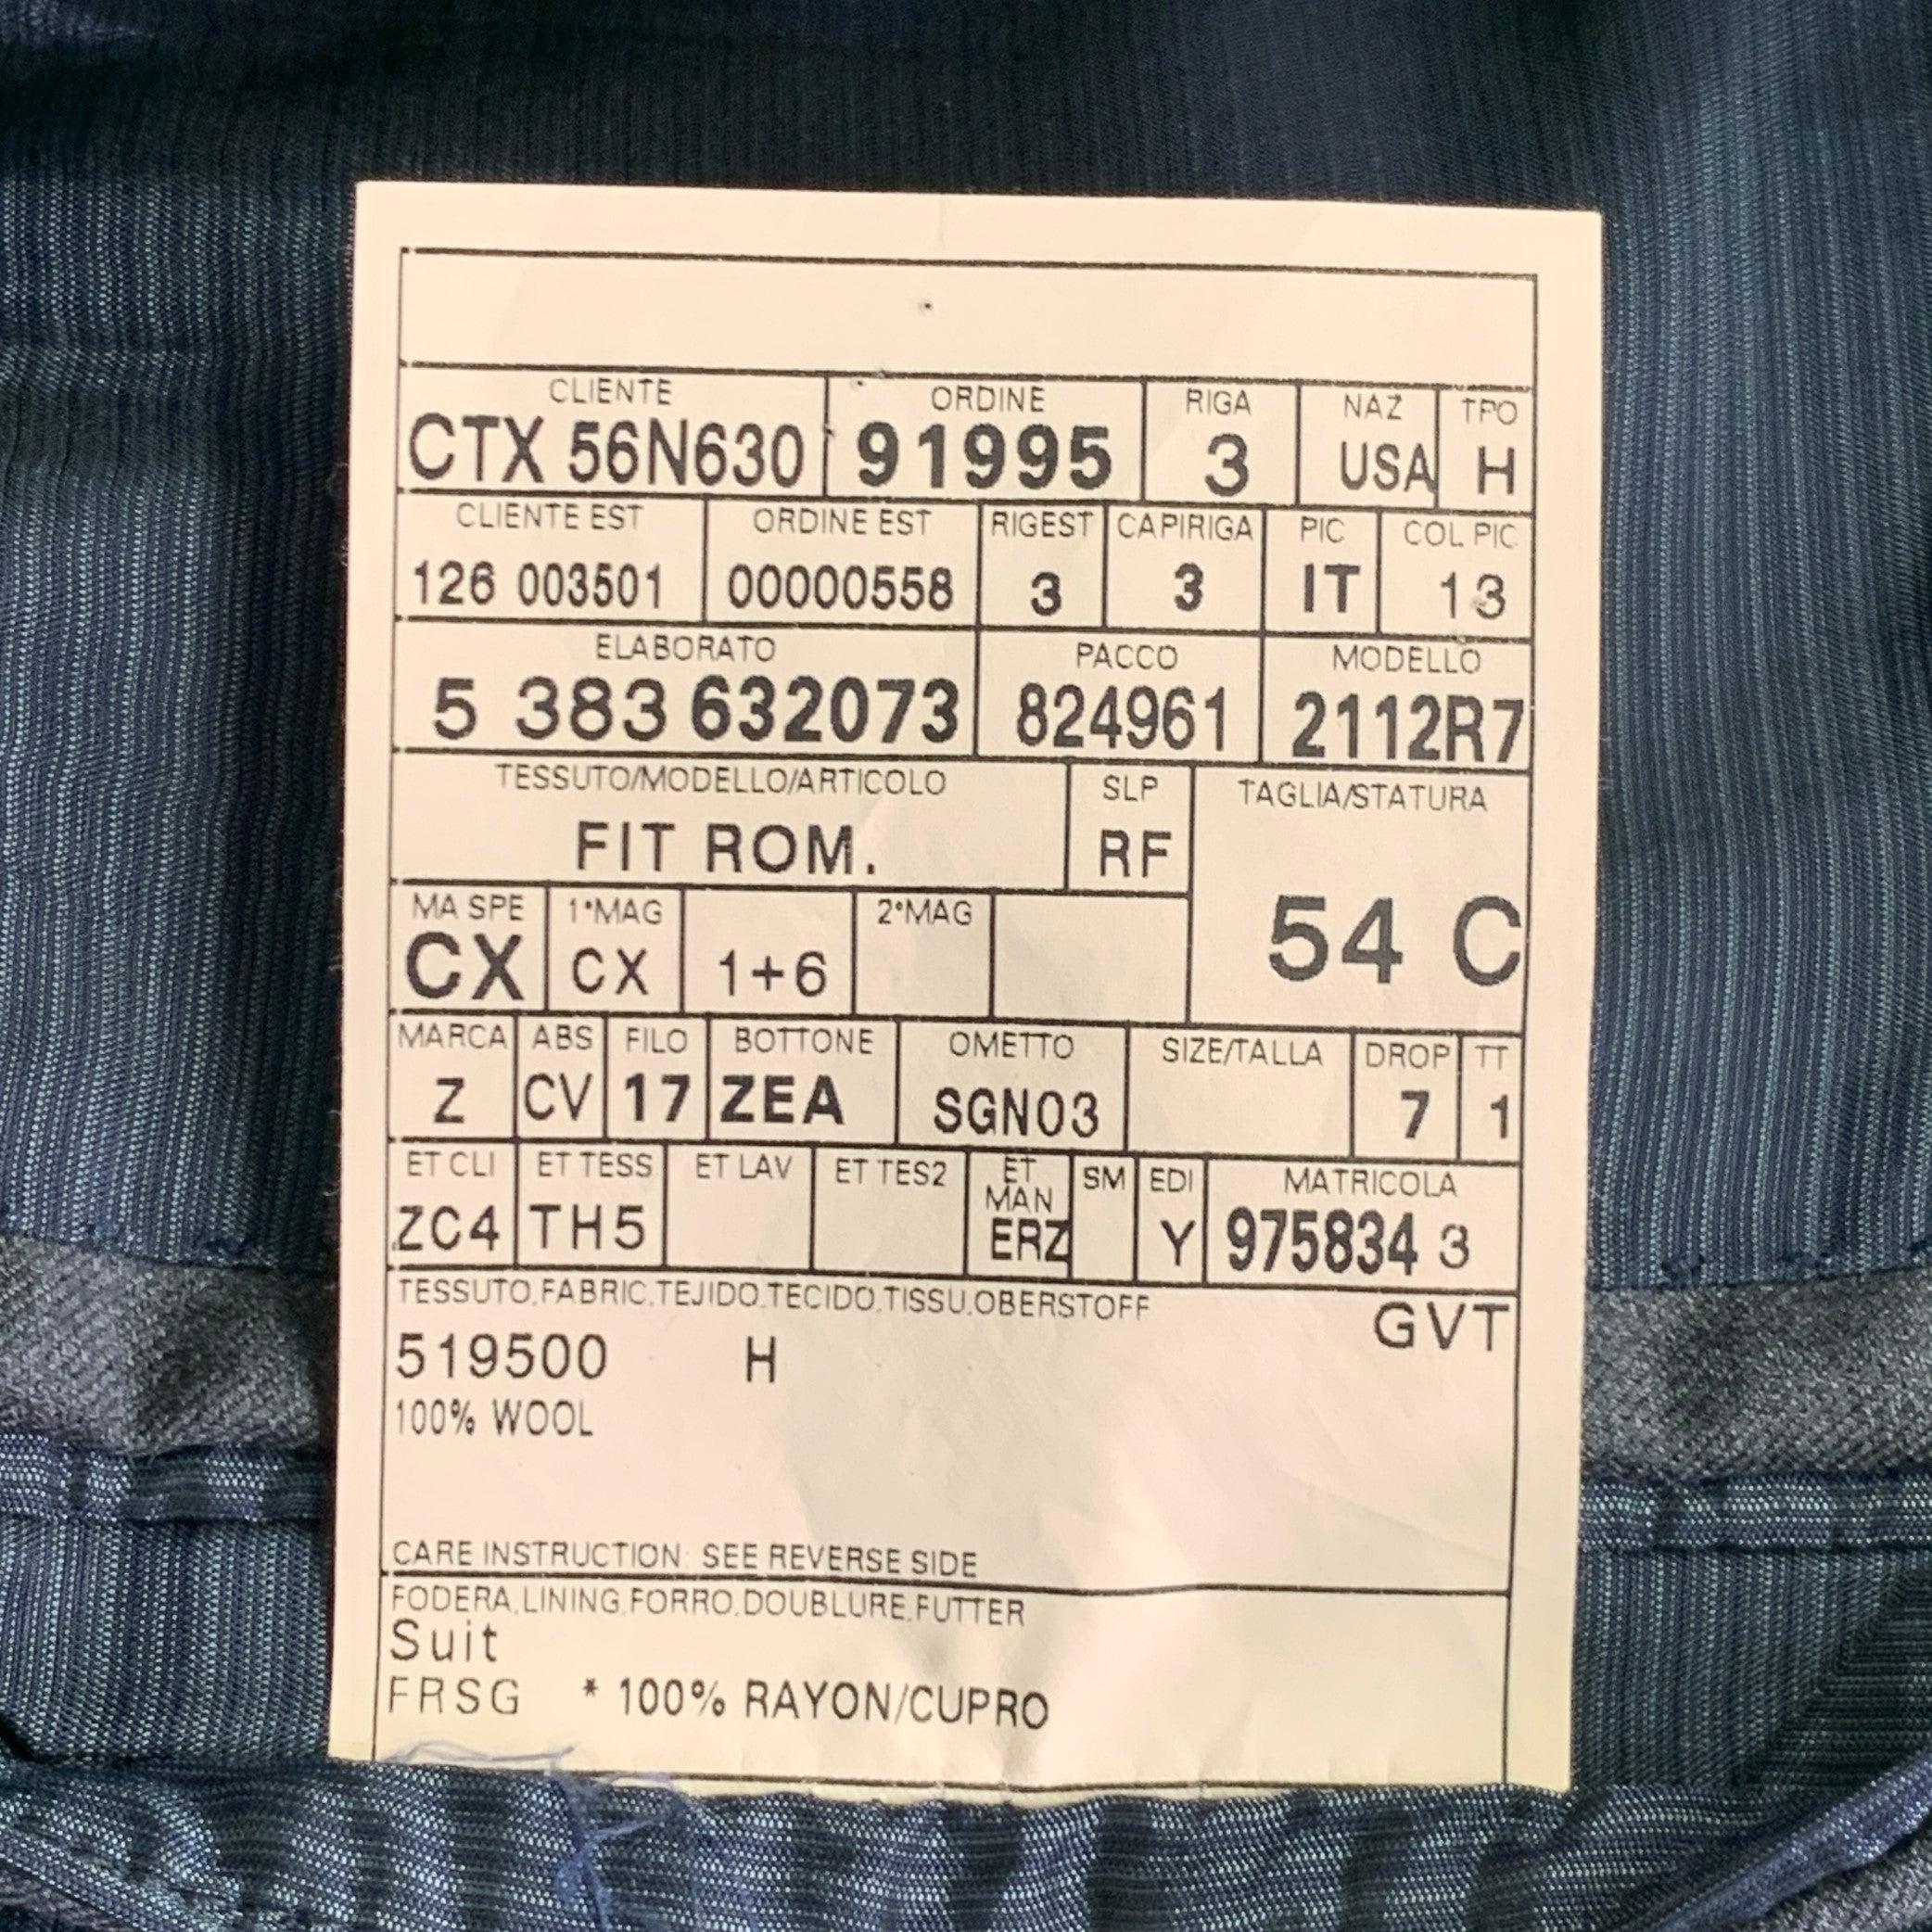 CLIENTE ORDINE RIGA NAZ TPO
CTX 56N630 91995 3 USA H
CLIENTE EST ORDINE EST RIGEST CAPIRIGA PIC COL PIC
126 003501 00000558 3 3 IT 13
ELABORATO PACCO MODELLO
5 383 632073 824961 2112R7
TESSUTO/MODELLO/ARTICOLO SLP TAGLIA/STATURA
FIT ROM. RF 54 C
MA SPE 1°MAG 2°MAG
CX CX 1+6
MARCA ABS FILO BOTTONE OMETTO SIZE/TALLA DROP TT
Z CV 17 ZEA SGN03 7 1
ET CLI ET TESS ET LAV ET TES2 ET MAN SM EDI MATRICOLA
ZC4 TH5 ERZ Y 975834 3
TESSUTO,FABRIC,TEJIDO,TECIDO,TISSU,OBERSTOFF GVT
519500 H
100% WOOL
CARE INSTRUCTION: SEE REVERSE SIDE
FODERA,LINING,FORRO,DOUBLURE,FUTTER
Suit
FRSG * 100% RAYON/CUPRO